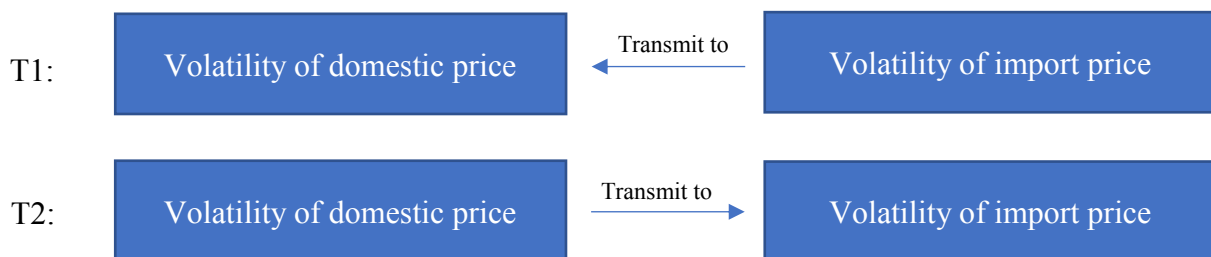 T1:
Volatility of domestic price
Transmit to
Volatility of import price
T2:
Volatility of domestic price
Transmit to
Volatility of import price